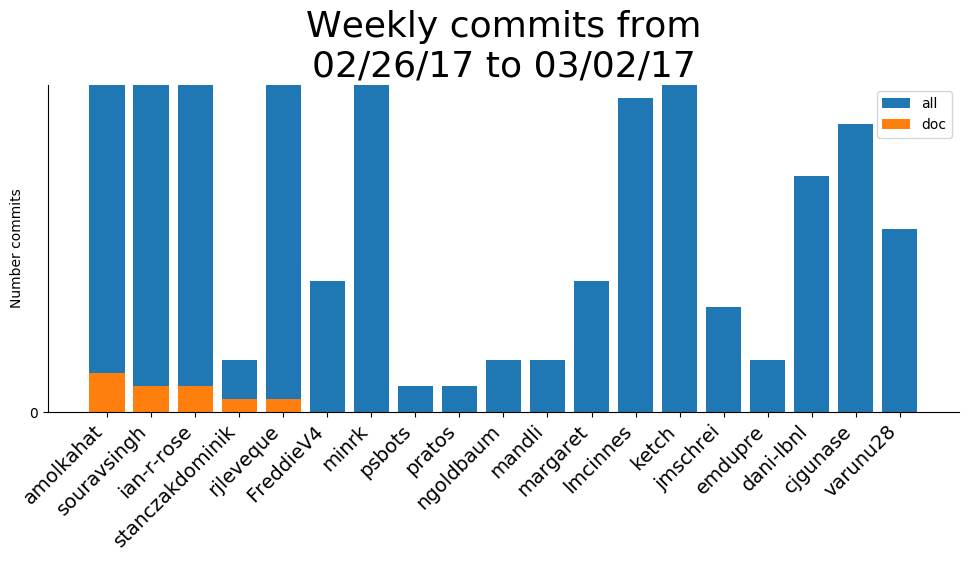 Weekly commits from
02/26/17 to 03/02/17
all
doc
Number commits
0
amolkahat
souravsingh
ian-r-rose
stanczakdominik
rjleveque
FreddieV4
minrk
psbots
pratos
ngoldbaum
mandli
margaret
lmcinnes
ketch
jmschrei
emdupre
dani-lbnl
cjgunase
varunu28